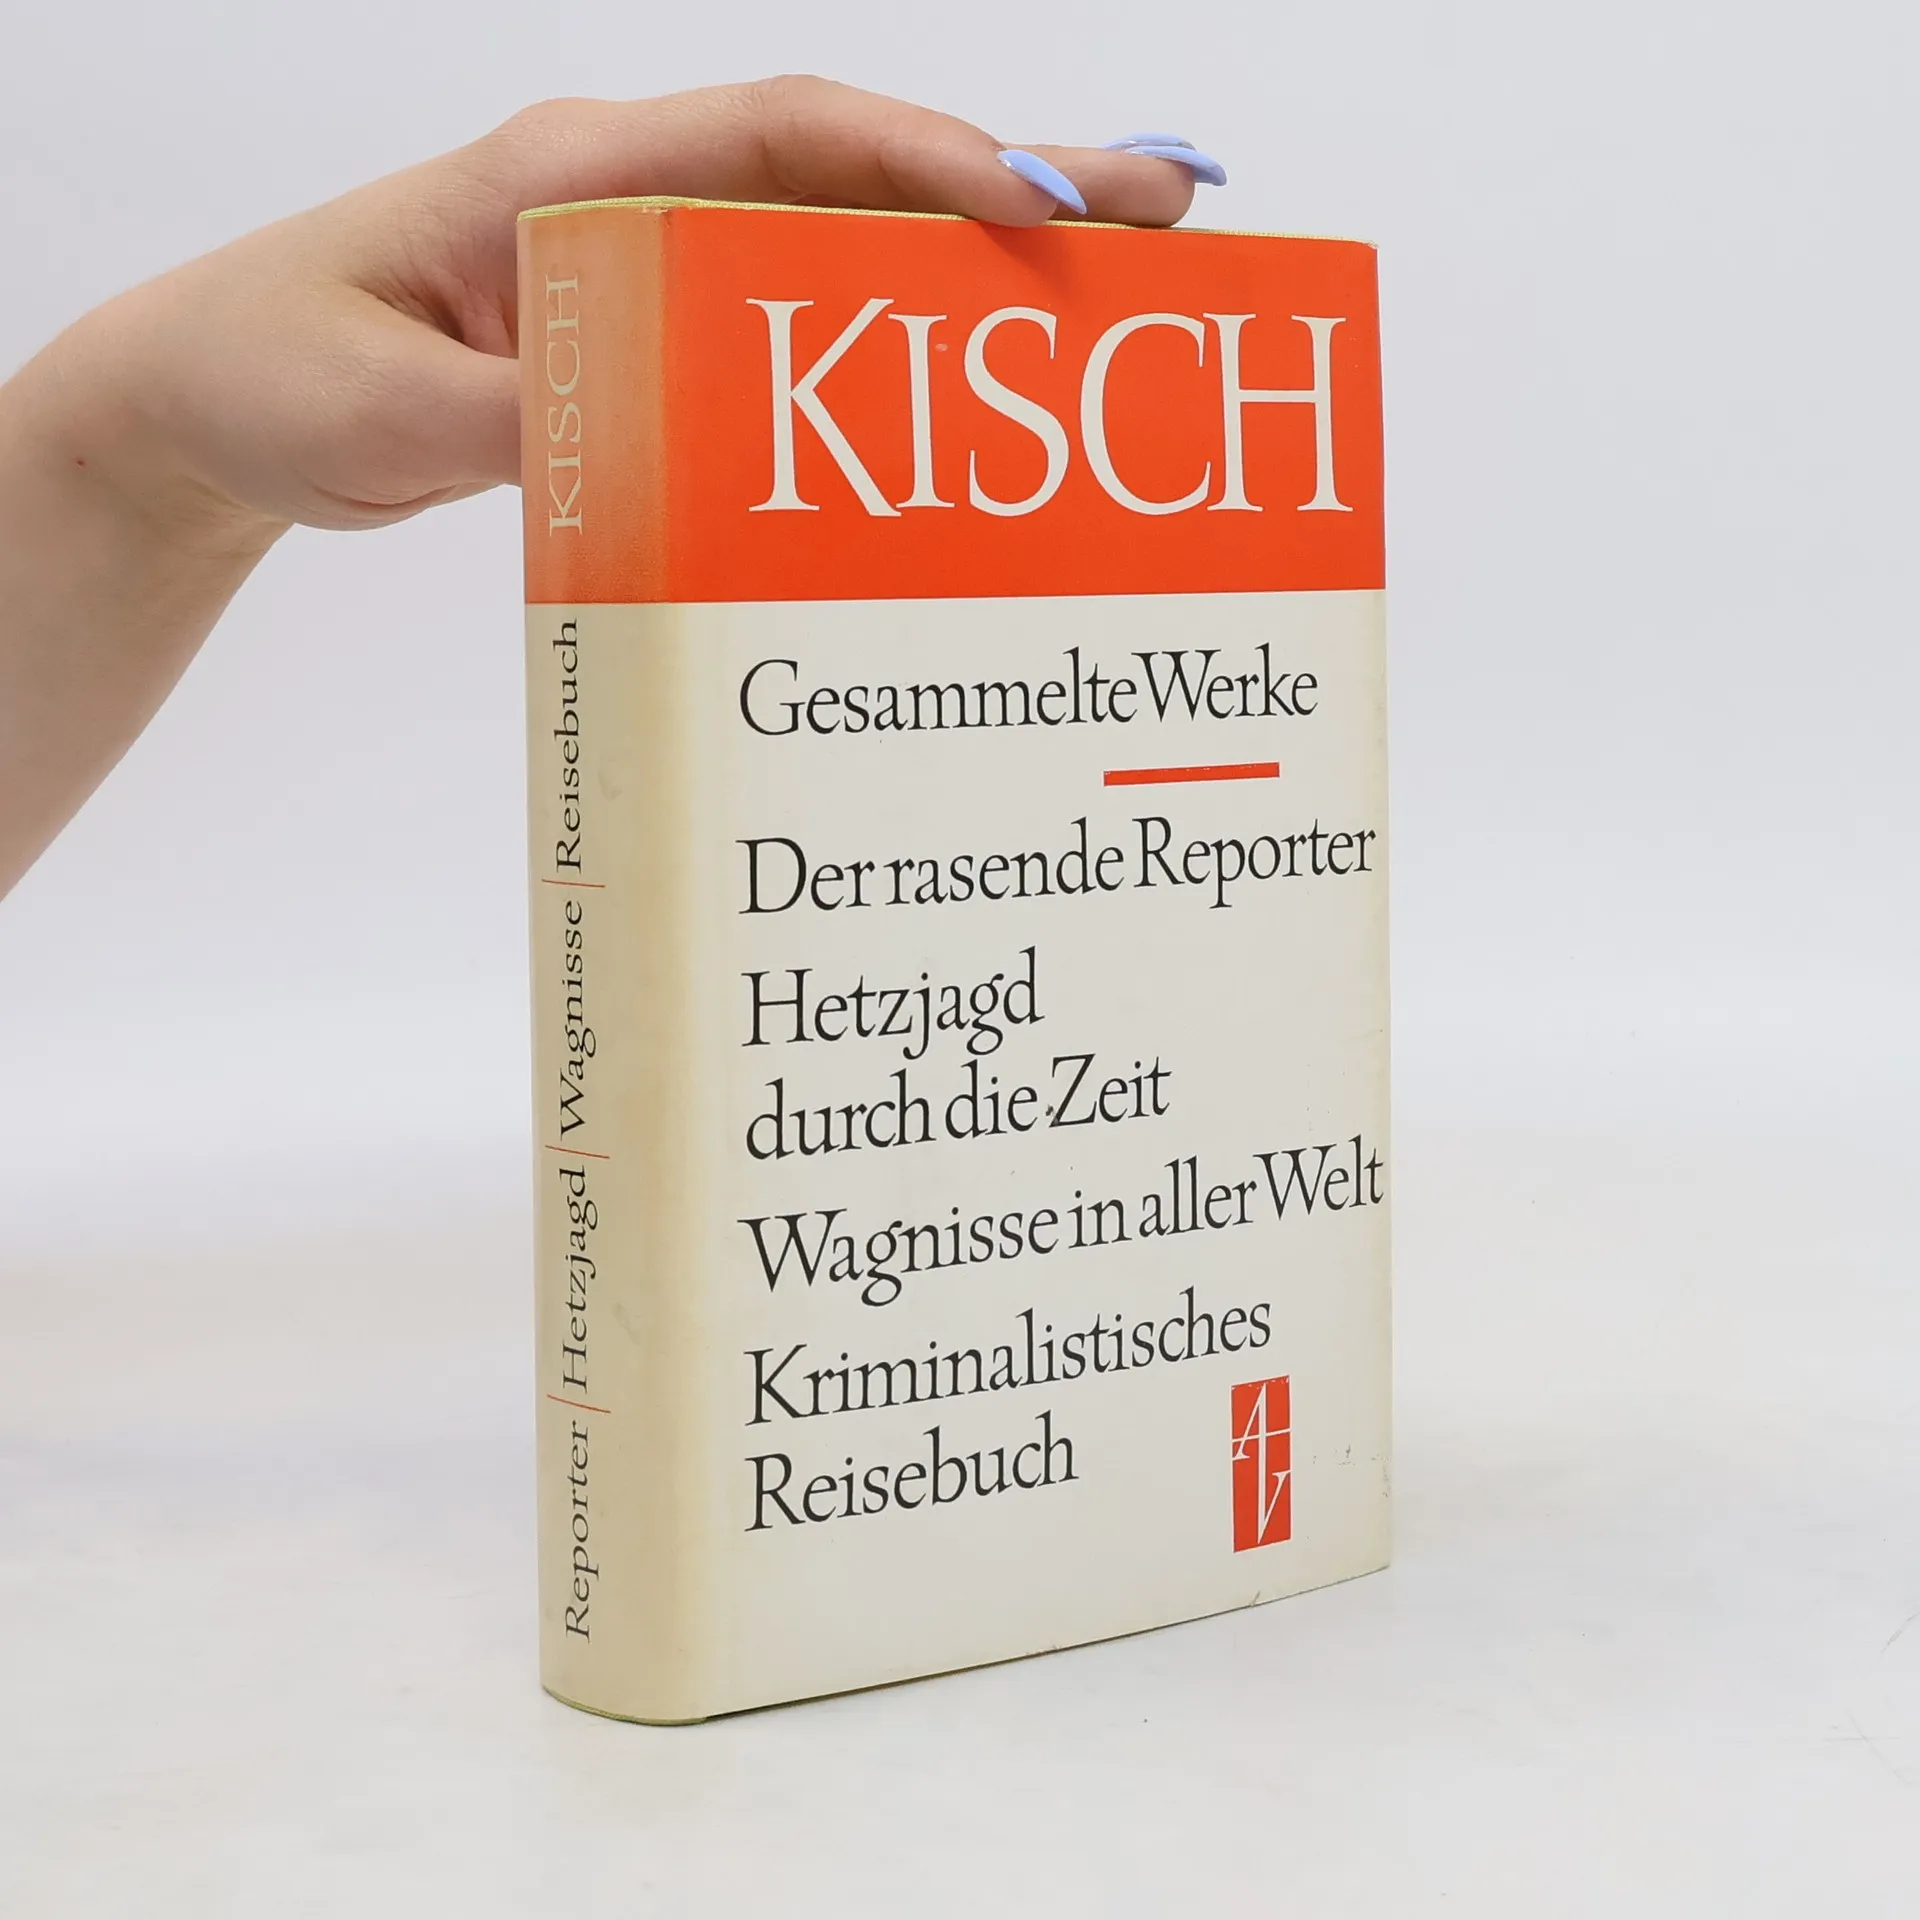 KISCH
Gesammelte Werke
Der rasende Reporter
Hetzjagd
durch die Zeit
Wagnisse in aller Welt
Kriminalistisches
Reisebuch
AV
Reporter | Hetzjagd | Wagnisse | Reisebuch KISCH